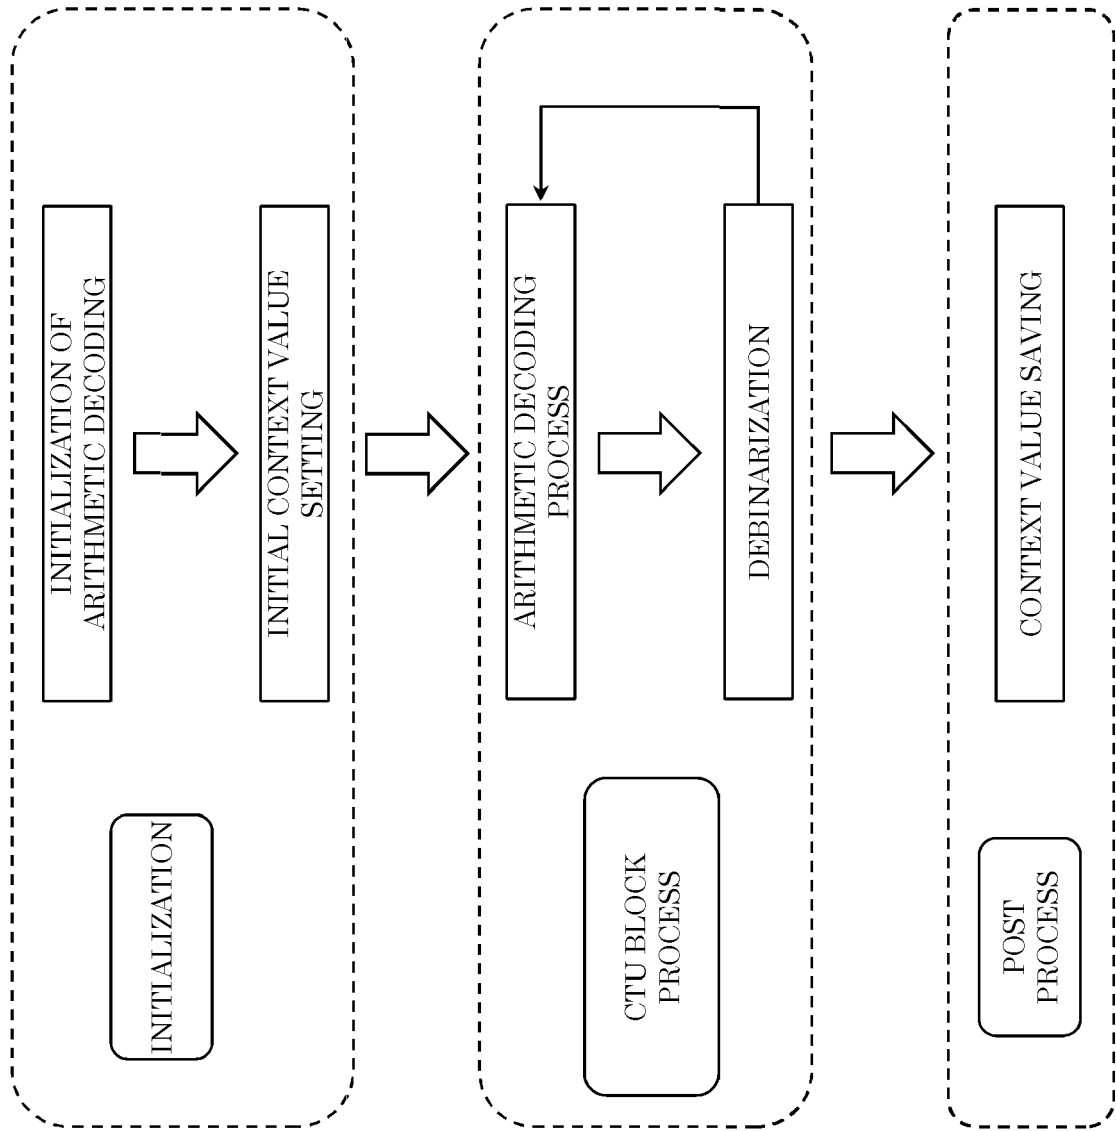 INITIALIZATION
INITIALIZATION OF
ARITHMETIC DECODING
INITIAL CONTEXT VALUE
SETTING
CTU BLOCK
PROCESS
ARITHMETIC DECODING
PROCESS
DEBINARIZATION
POST
PROCESS
CONTEXT VALUE SAVING